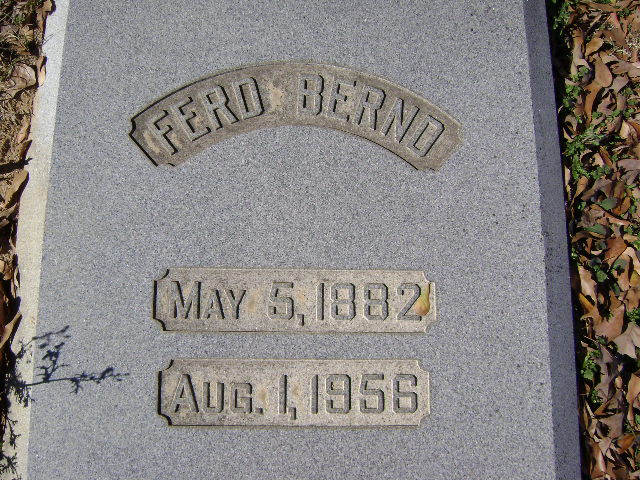 FERD BERND
MAY 5, 1882
AUG. 1, 1956